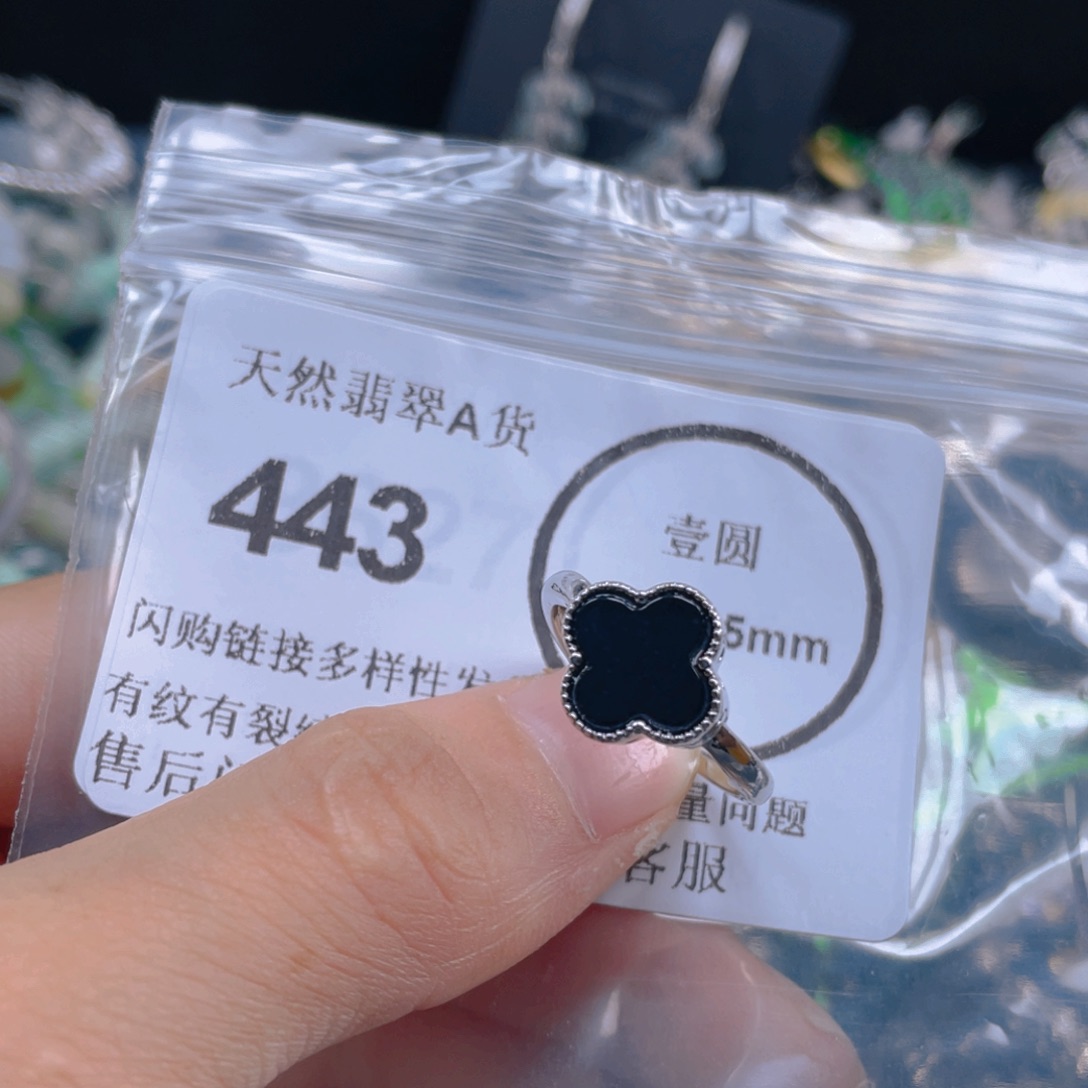 天然翡翠A货
443
壹圆
5mm
闪购链接多样性发
有纹有裂
售后
量问题
客服